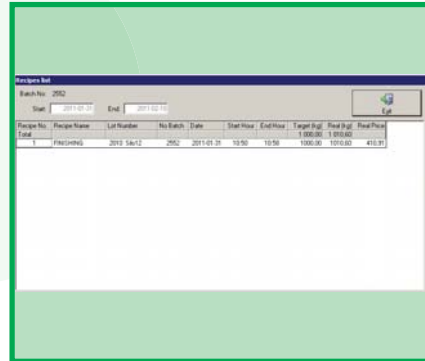 Recipes list
Batch No: 2552
Start: 2011-01-31 End: 2011-02-10
Exit
Recipe No Recipe Name Lot Number No Batch Date Start Hour End Hour Target (kg) Real (kg) Real Price
Total 1 000,00 1 010,60
1 FINISHING 2010 2552 2011-01-31 10:50 10:58 1000,00 1010,60 410,91